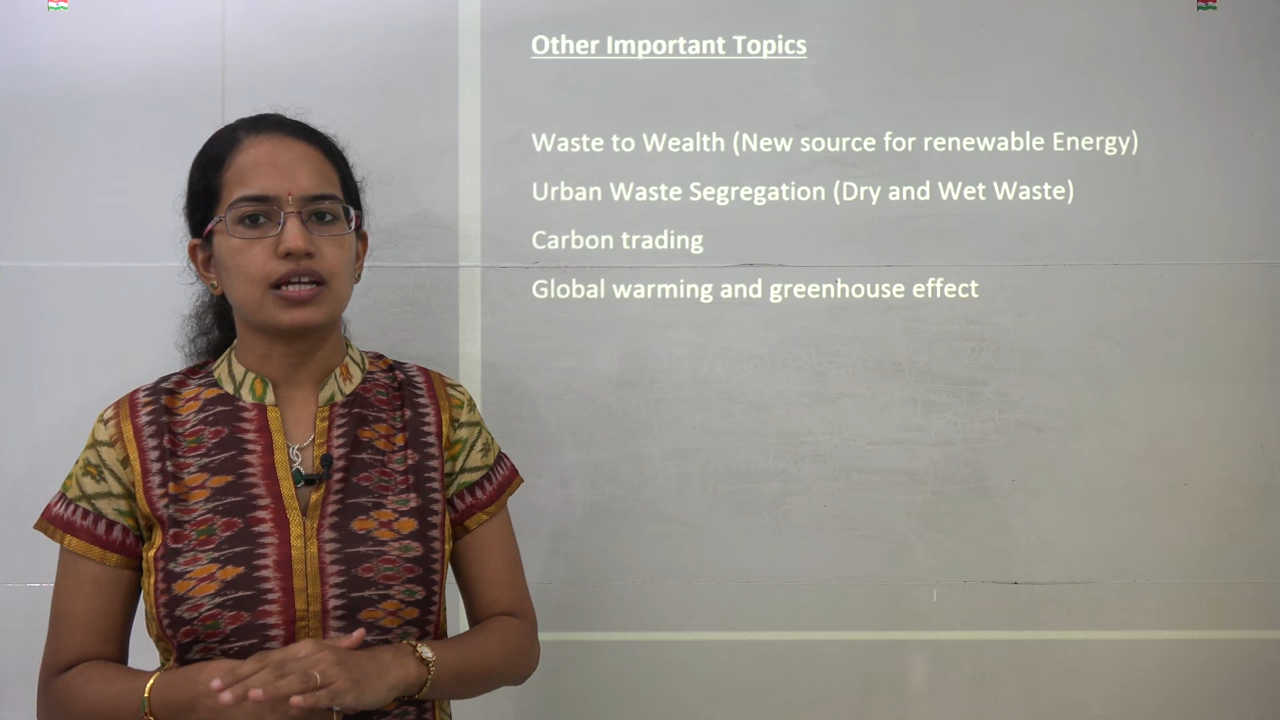 Other Important Topics
Waste to Wealth (New source for renewable Energy)
Urban Waste Segregation (Dry and Wet Waste)
Carbon trading
Global warming and greenhouse effect